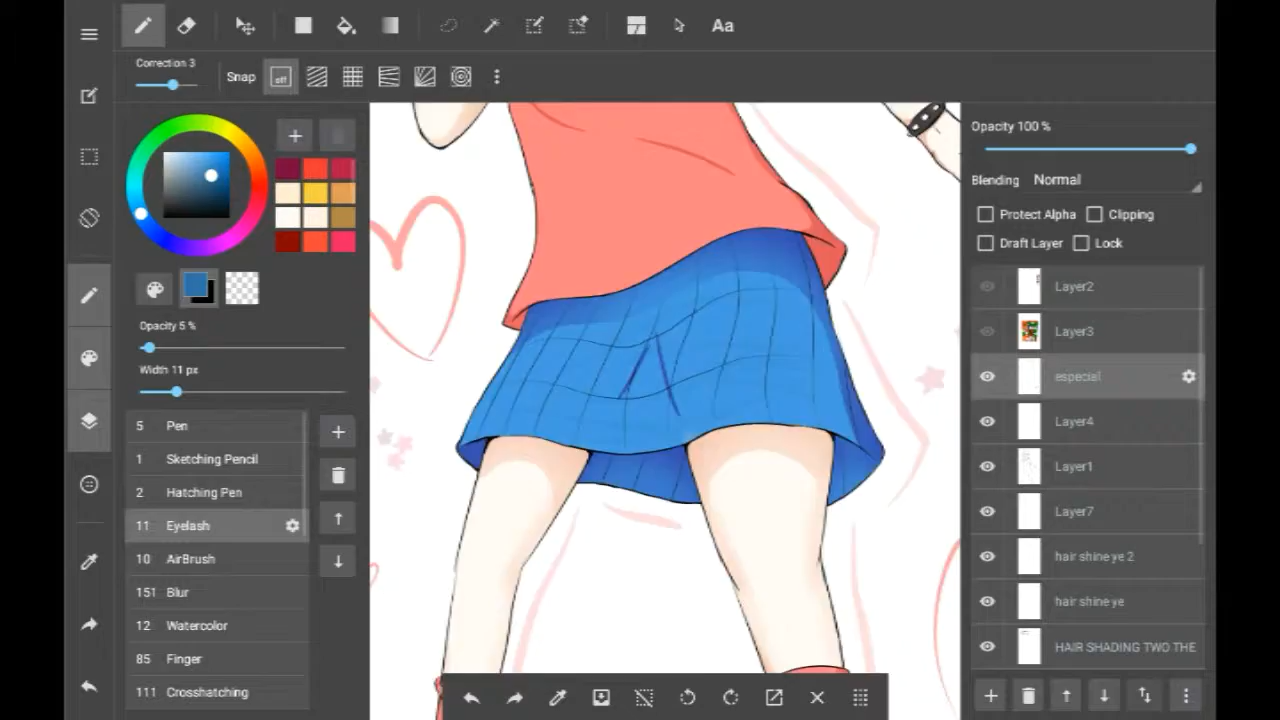 Aa
Correction 3
Snap
off
Opacity 5 %
Width 11 px
5 Pen
1 Sketching Pencil
2 Hatching Pen
11 Eyelash
10 AirBrush
151 Blur
12 Watercolor
85 Finger
111 Crosshatching
Opacity 100 %
Blending Normal
Protect Alpha Clipping
Draft Layer Lock
Layer2
Layer3
especial
Layer4
Layer1
Layer7
hair shine ye 2
hair shine ye
HAIR SHADING TWO THE